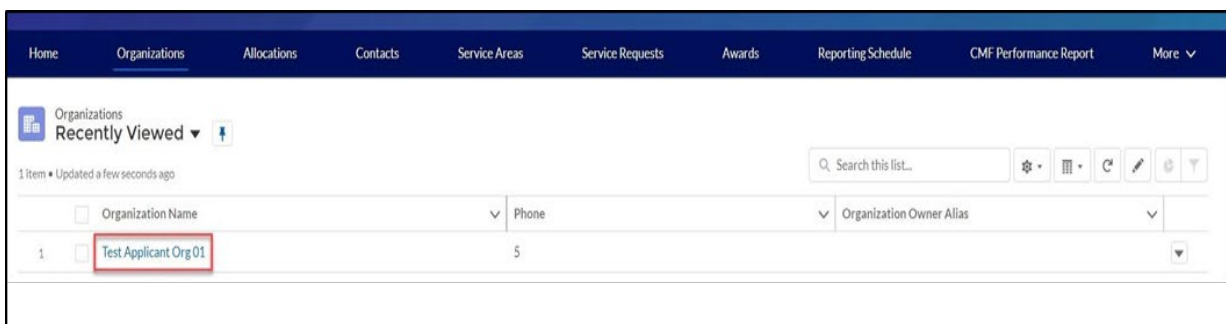 Home Organizations Allocations Contacts Service Areas Service Requests Awards Reporting Schedule CMF Performance Report More
Organizations
Recently Viewed
1 item • Updated a few seconds ago
Search this list...
Organization Name Phone Organization Owner Alias
1 Test Applicant Org 01 5